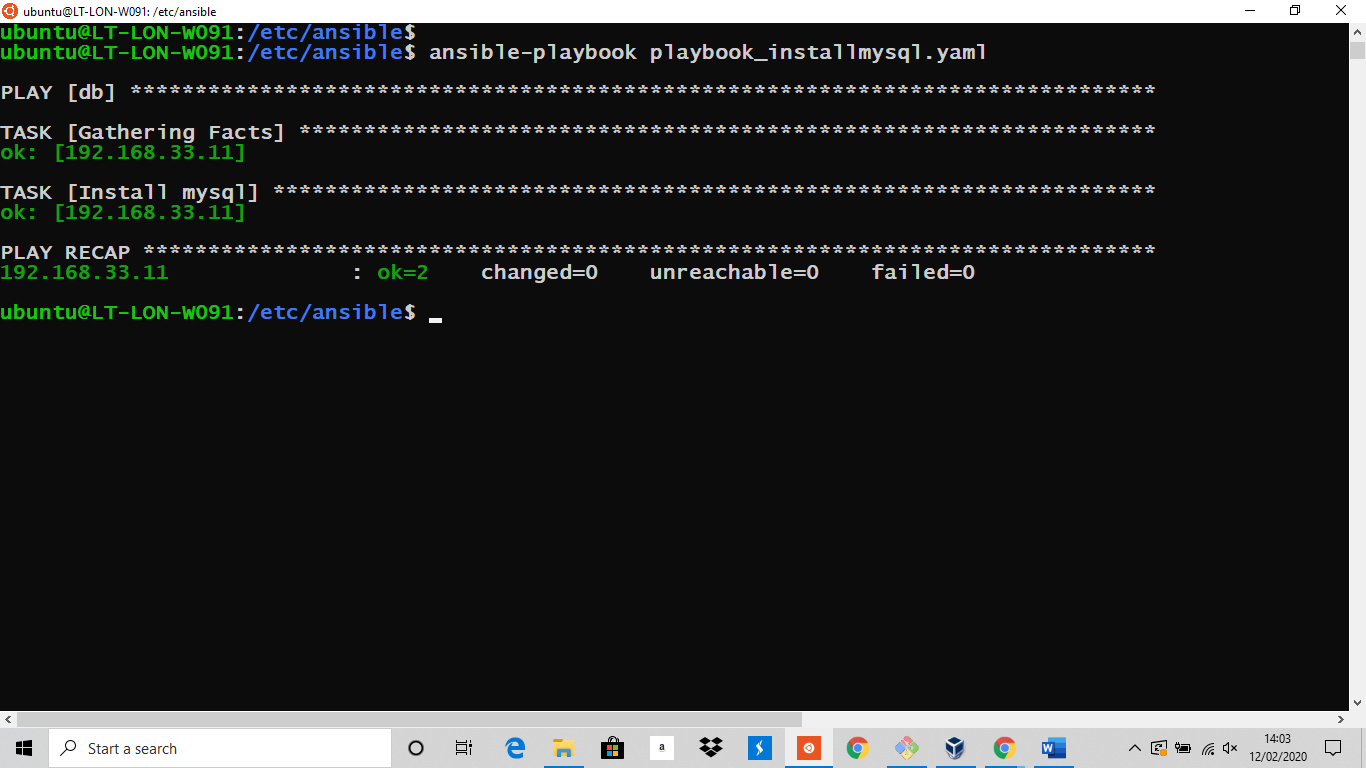 ubuntu@LT-LON-W091: /etc/ansible
ubuntu@LT-LON-W091:/etc/ansible$
ubuntu@LT-LON-W091:/etc/ansible$ ansible-playbook playbook_installmysql.yaml
PLAY [db] *******************************************************************************
TASK [Gathering Facts] ******************************************************************
ok: [192.168.33.11]
TASK [Install mysql] ********************************************************************
ok: [192.168.33.11]
PLAY RECAP ******************************************************************************
192.168.33.11              : ok=2    changed=0    unreachable=0    failed=0
ubuntu@LT-LON-W091:/etc/ansible$
Start a search
a
14:03
12/02/2020